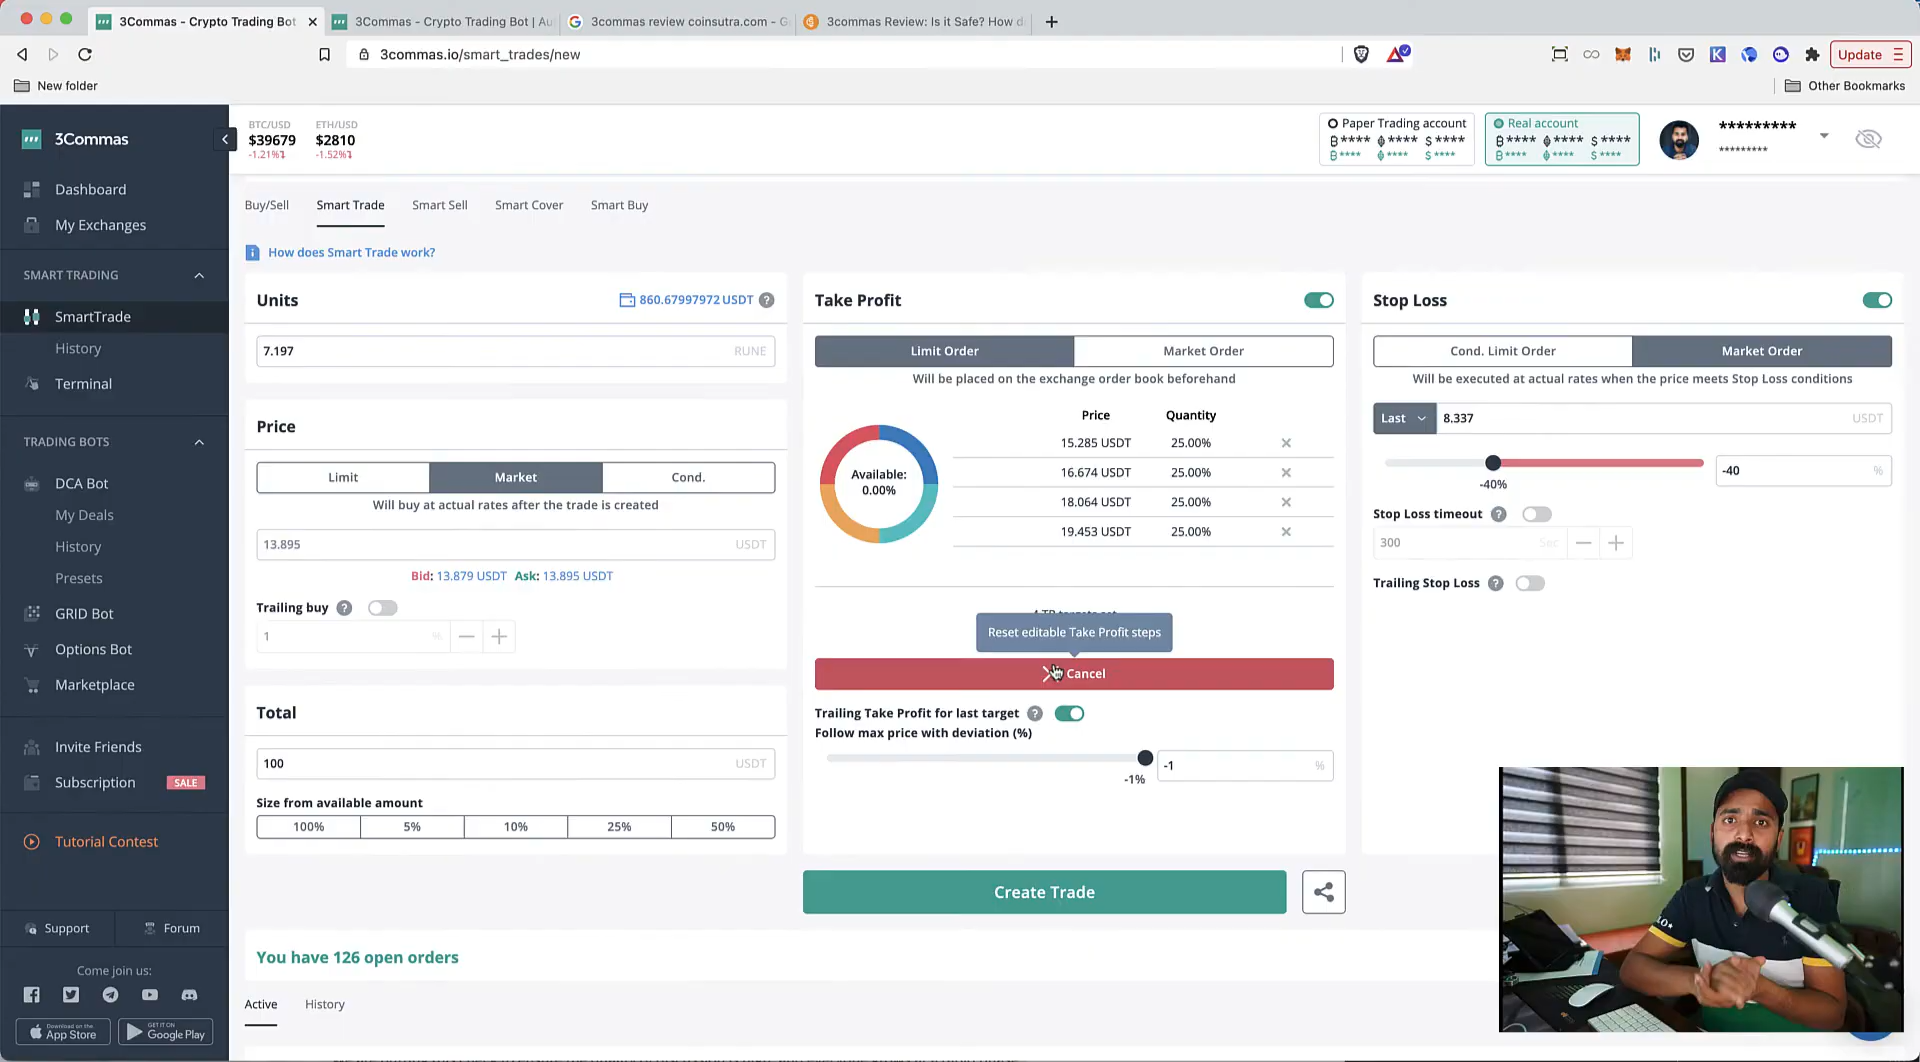 3Commas - Crypto Trading Bot
3Commas - Crypto Trading Bot | Au
3commas review coinsutra.com - G
3commas Review: Is it Safe? How d
3commas.io/smart_trades/new
Update
New folder
Other Bookmarks
3Commas
BTC/USD
$39679
-1.21%
ETH/USD
$2810
-1.52%
Paper Trading account
**** **** $ ****
**** **** $ ****
Real account
**** **** $ ****
**** **** $ ****
*********
*********
Dashboard
My Exchanges
SMART TRADING
SmartTrade
History
Terminal
TRADING BOTS
DCA Bot
My Deals
History
Presets
GRID Bot
Options Bot
Marketplace
Invite Friends
Subscription SALE
Tutorial Contest
Support
Forum
Come join us:
Download on the
App Store
GET IT ON
Google Play
Buy/Sell
Smart Trade
Smart Sell
Smart Cover
Smart Buy
How does Smart Trade work?
Units
860.67997972 USDT ?
7.197 RUNE
Price
Limit
Market
Cond.
Will buy at actual rates after the trade is created
13.895 USDT
Bid: 13.879 USDT Ask: 13.895 USDT
Trailing buy ?
1 %
Total
100 USDT
Size from available amount
100%
5%
10%
25%
50%
Take Profit
Limit Order
Market Order
Will be placed on the exchange order book beforehand
Available:
0.00%
Price Quantity
15.285 USDT 25.00%
16.674 USDT 25.00%
18.064 USDT 25.00%
19.453 USDT 25.00%
Reset editable Take Profit steps
Cancel
Trailing Take Profit for last target ?
Follow max price with deviation (%)
-1%
-1 %
Create Trade
Stop Loss
Cond. Limit Order
Market Order
Will be executed at actual rates when the price meets Stop Loss conditions
Last
8.337 USDT
-40%
-40 %
Stop Loss timeout ?
300 Sec
Trailing Stop Loss ?
You have 126 open orders
Active
History